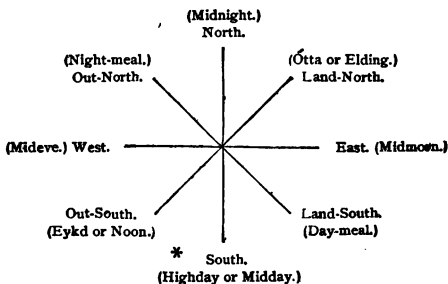 (Midnight.)
North.
(Night-meal.)
Out-North.
(Ótta or Elding.)
Land-North.
(Mideve.) West.
East. (Midmorn.)
Out-South.
(Eykd or Noon.)
Land-South.
(Day-meal.)
* South.
(Highday or Midday.)